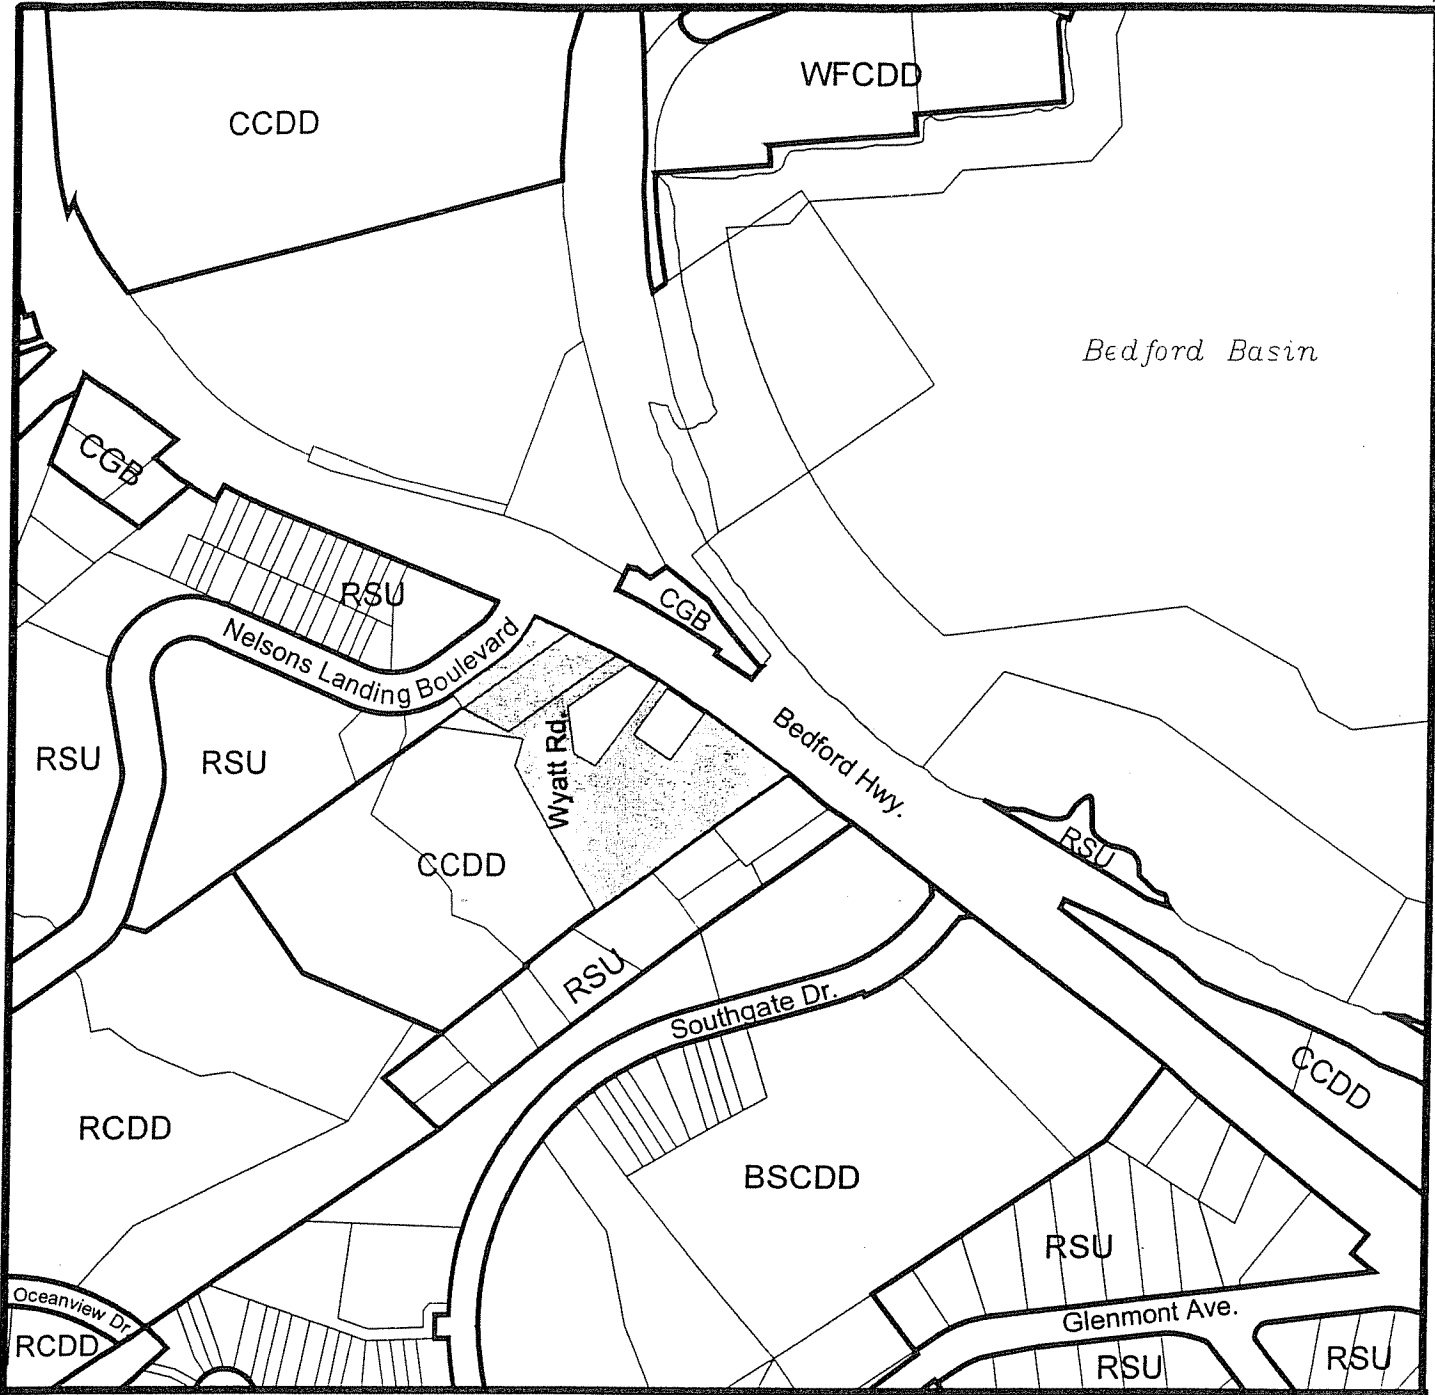 WFCDD
CCDD
Bedford Basin
CGB
RSU
CGB
Nelsons Landing Boulevard
Bedford Hwy.
Wyatt Rd.
RSU
RSU
RSU
CCDD
RSU
Southgate Dr.
CCDD
RCDD
BSCDD
RSU
Oceanview Dr
Glenmont Ave.
RCDD
RSU
RSU